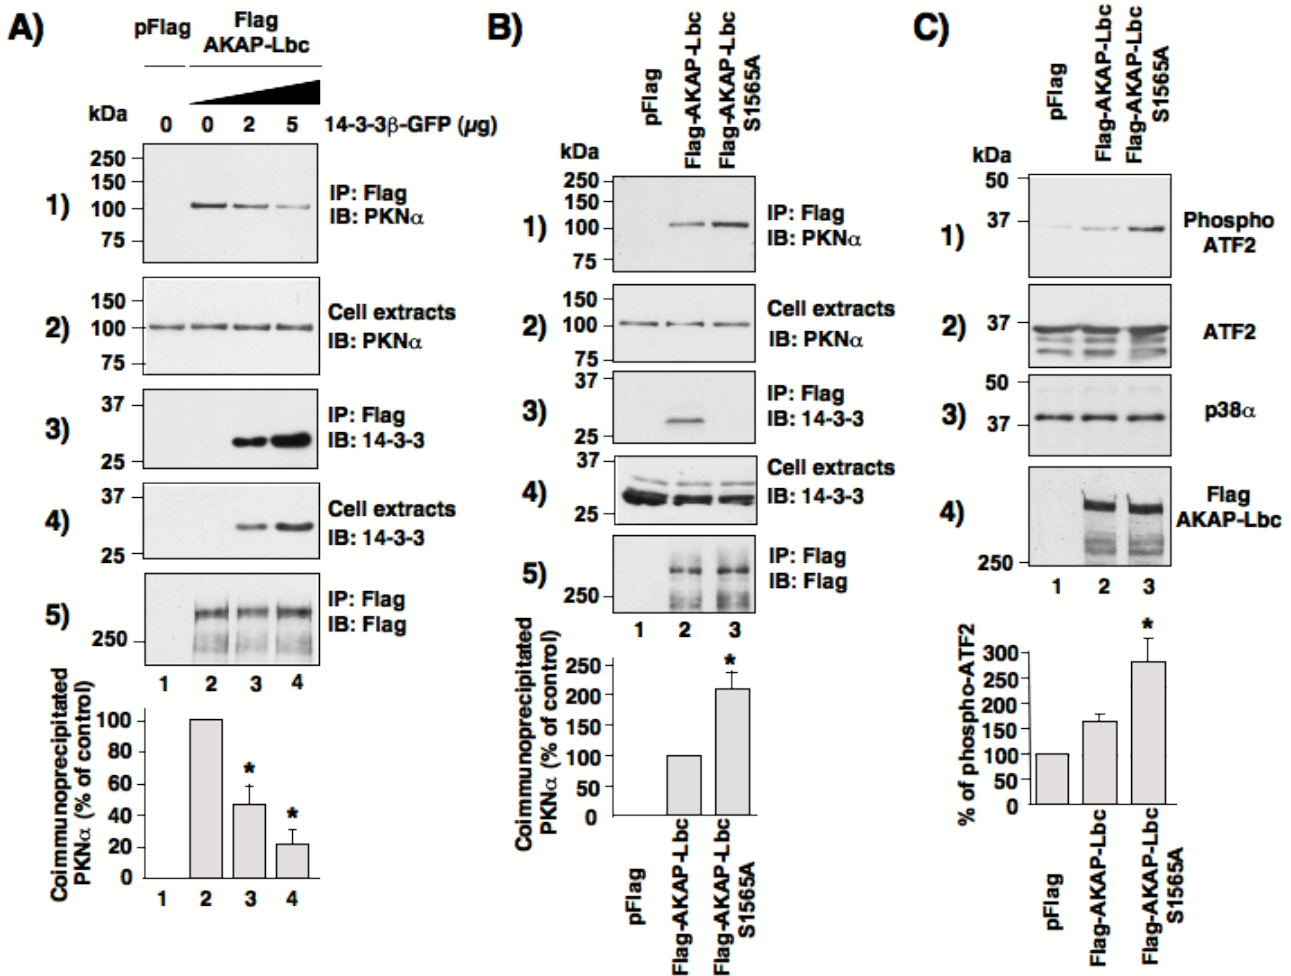 A)
pFlag
Flag
AKAP-Lbc
kDa
0 0 2 5 14-3-3β-GFP (µg)
1)
250
150
100
75
IP: Flag
IB: PKNα
2)
150
100
75
Cell extracts
IB: PKNα
3)
37
25
IP: Flag
IB: 14-3-3
4)
37
25
Cell extracts
IB: 14-3-3
5)
250
IP: Flag
IB: Flag
1 2 3 4
Coimmunoprecipitated
PKNα (% of control)
100
80
60
40
20
0
*
*
1 2 3 4
B)
pFlag
Flag-AKAP-Lbc
Flag-AKAP-Lbc
S1565A
kDa
1)
250
150
100
75
IP: Flag
IB: PKNα
2)
150
100
75
Cell extracts
IB: PKNα
3)
37
25
IP: Flag
IB: 14-3-3
4)
37
25
Cell extracts
IB: 14-3-3
5)
250
IP: Flag
IB: Flag
1 2 3
Coimmunoprecipitated
PKNα (% of control)
250
200
150
100
50
0
*
pFlag
Flag-AKAP-Lbc
Flag-AKAP-Lbc
S1565A
C)
pFlag
Flag-AKAP-Lbc
Flag-AKAP-Lbc
S1565A
kDa
1)
50
37
Phospho
ATF2
2)
37
ATF2
3)
50
37
p38α
4)
250
Flag
AKAP-Lbc
1 2 3
% of phospho-ATF2
300
250
200
150
100
50
0
*
pFlag
Flag-AKAP-Lbc
Flag-AKAP-Lbc
S1565A